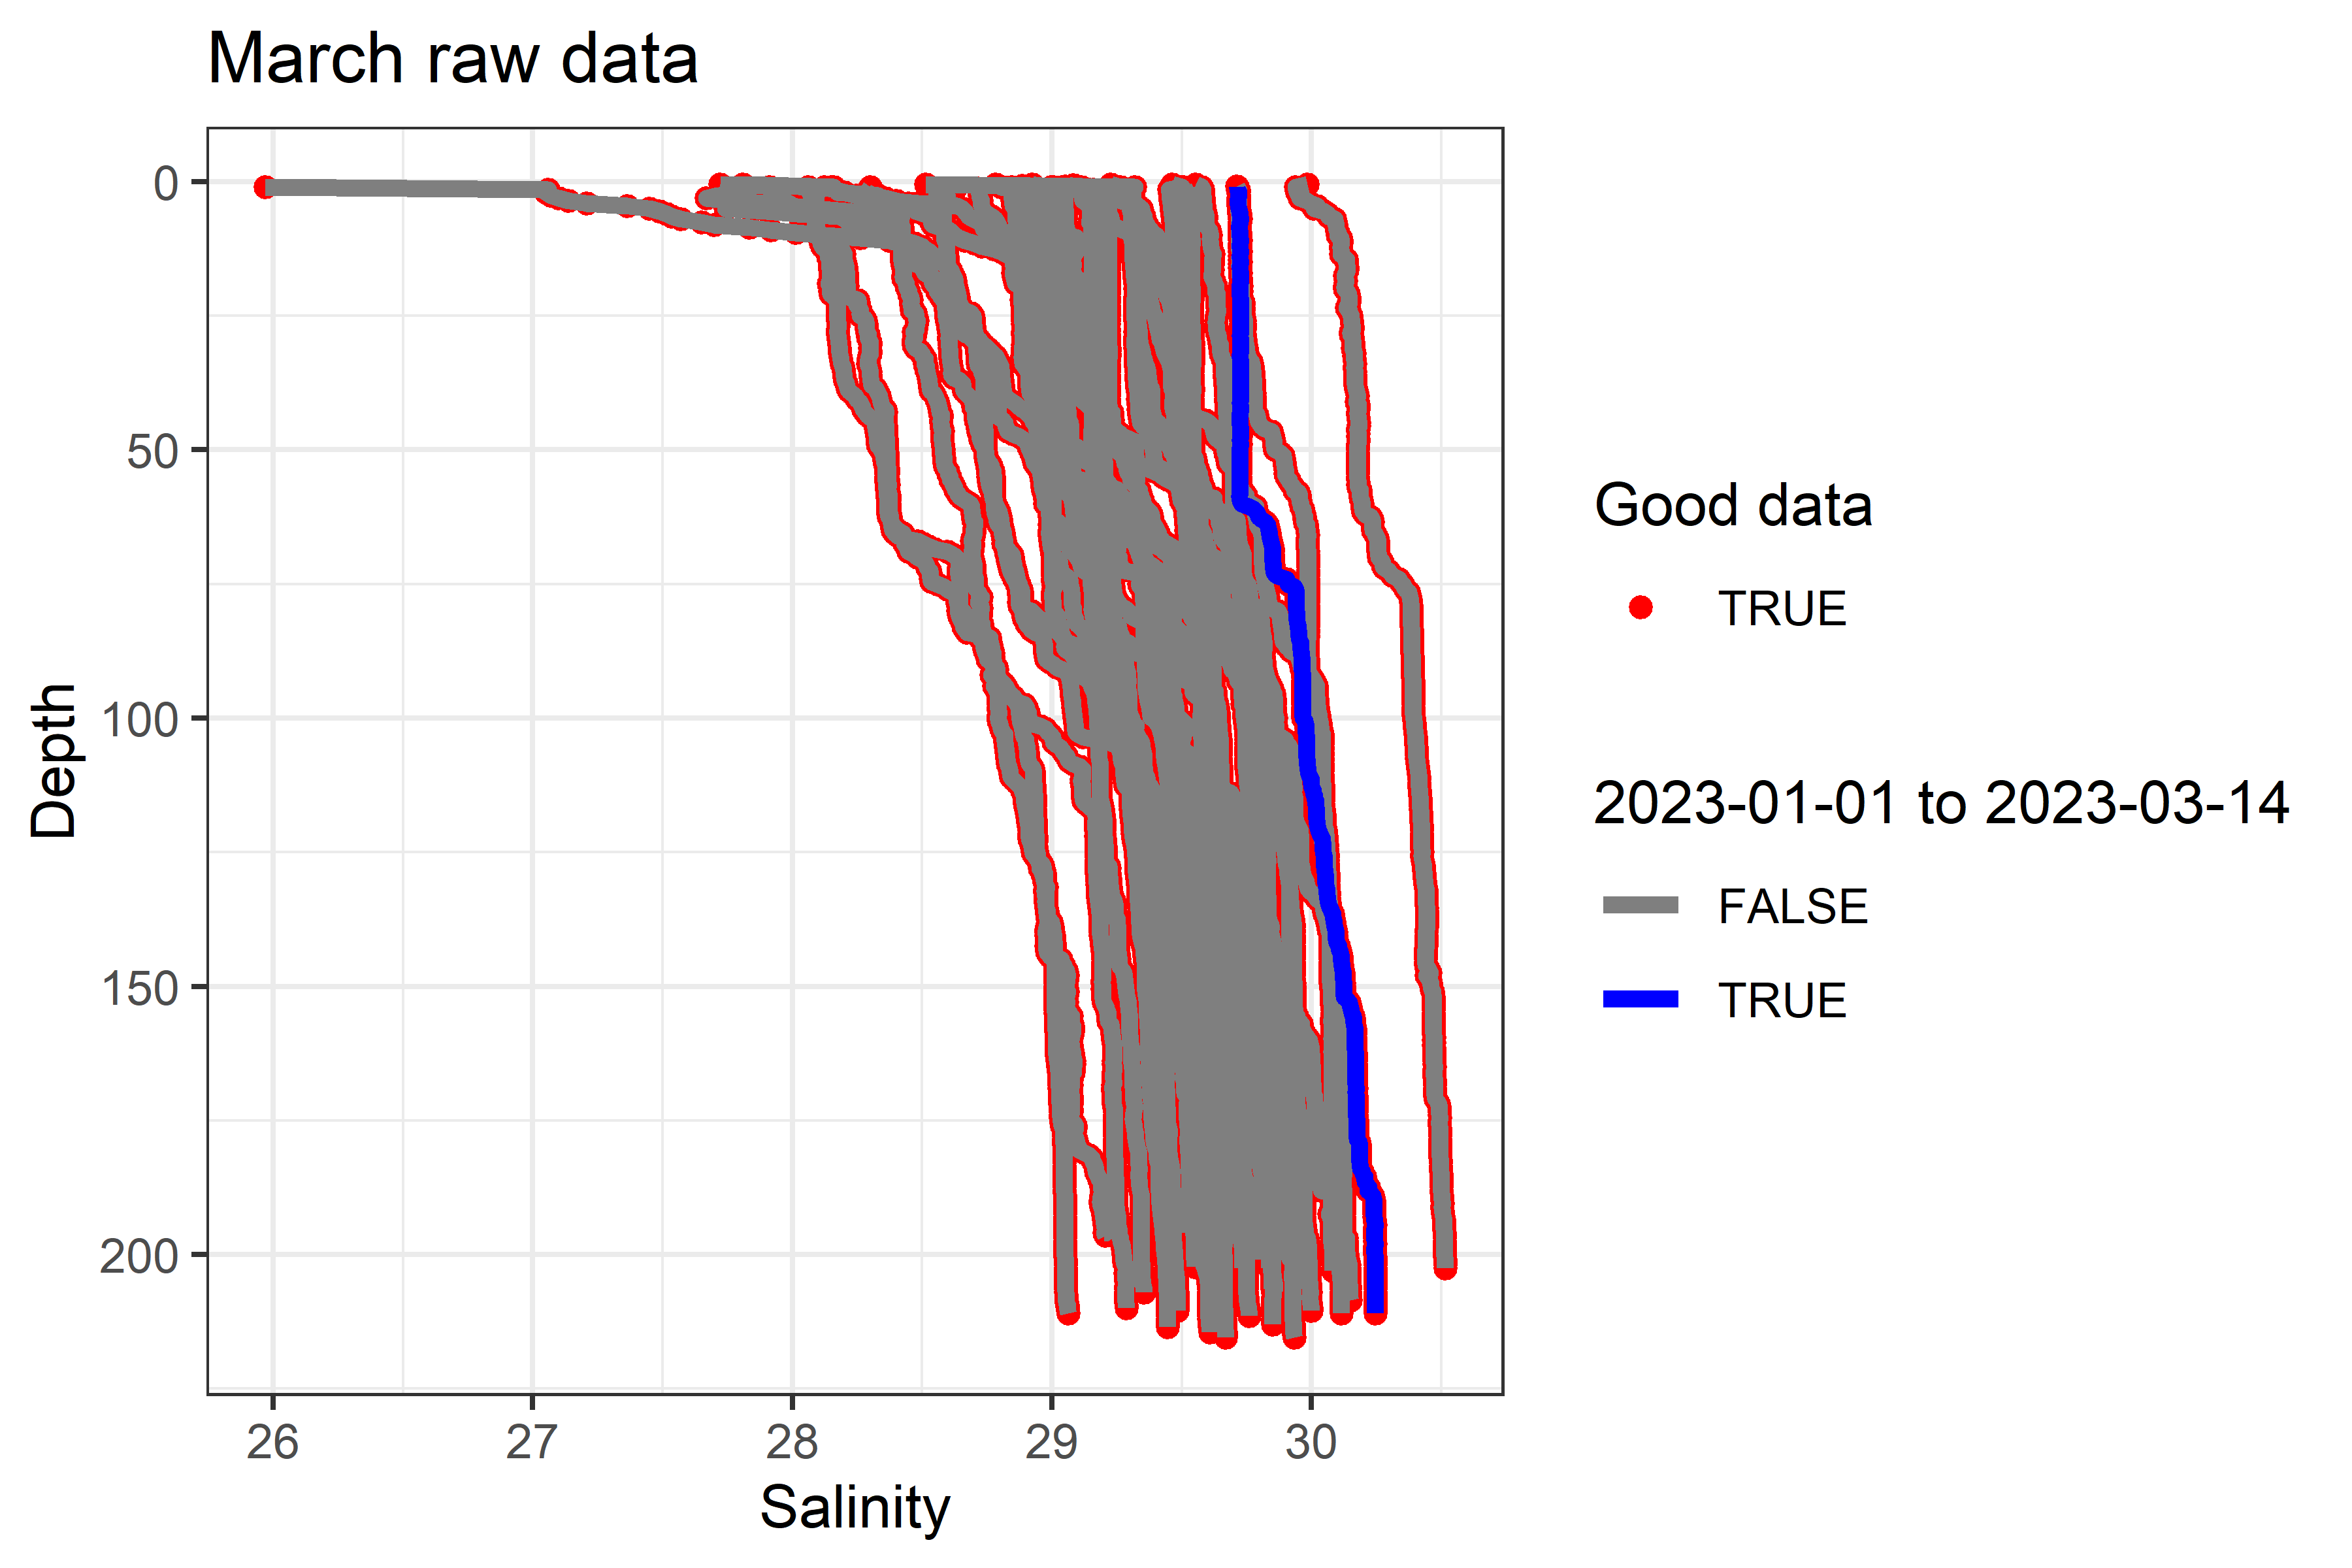 March raw data
0
50
100
150
200
Depth
26
27
28
29
30
Salinity
Good data
TRUE
2023-01-01 to 2023-03-14
FALSE
TRUE